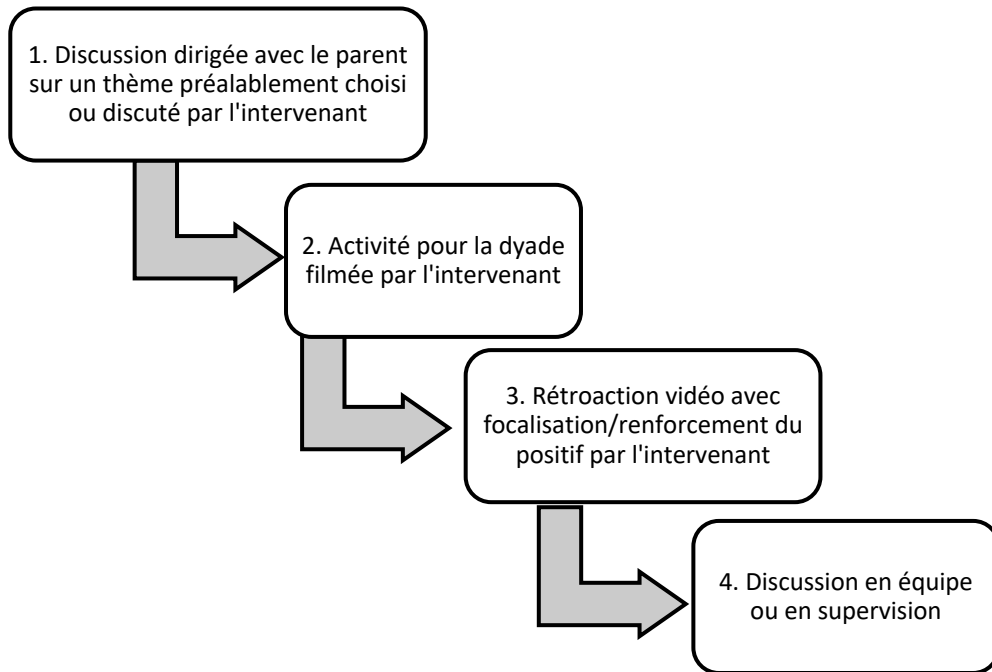 1. Discussion dirigée avec le parent
sur un thème préalablement choisi
ou discuté par l'intervenant
2. Activité pour la dyade
filmée par l'intervenant
3. Rétroaction vidéo avec
focalisation/renforcement du
positif par l'intervenant
4. Discussion en équipe
ou en supervision